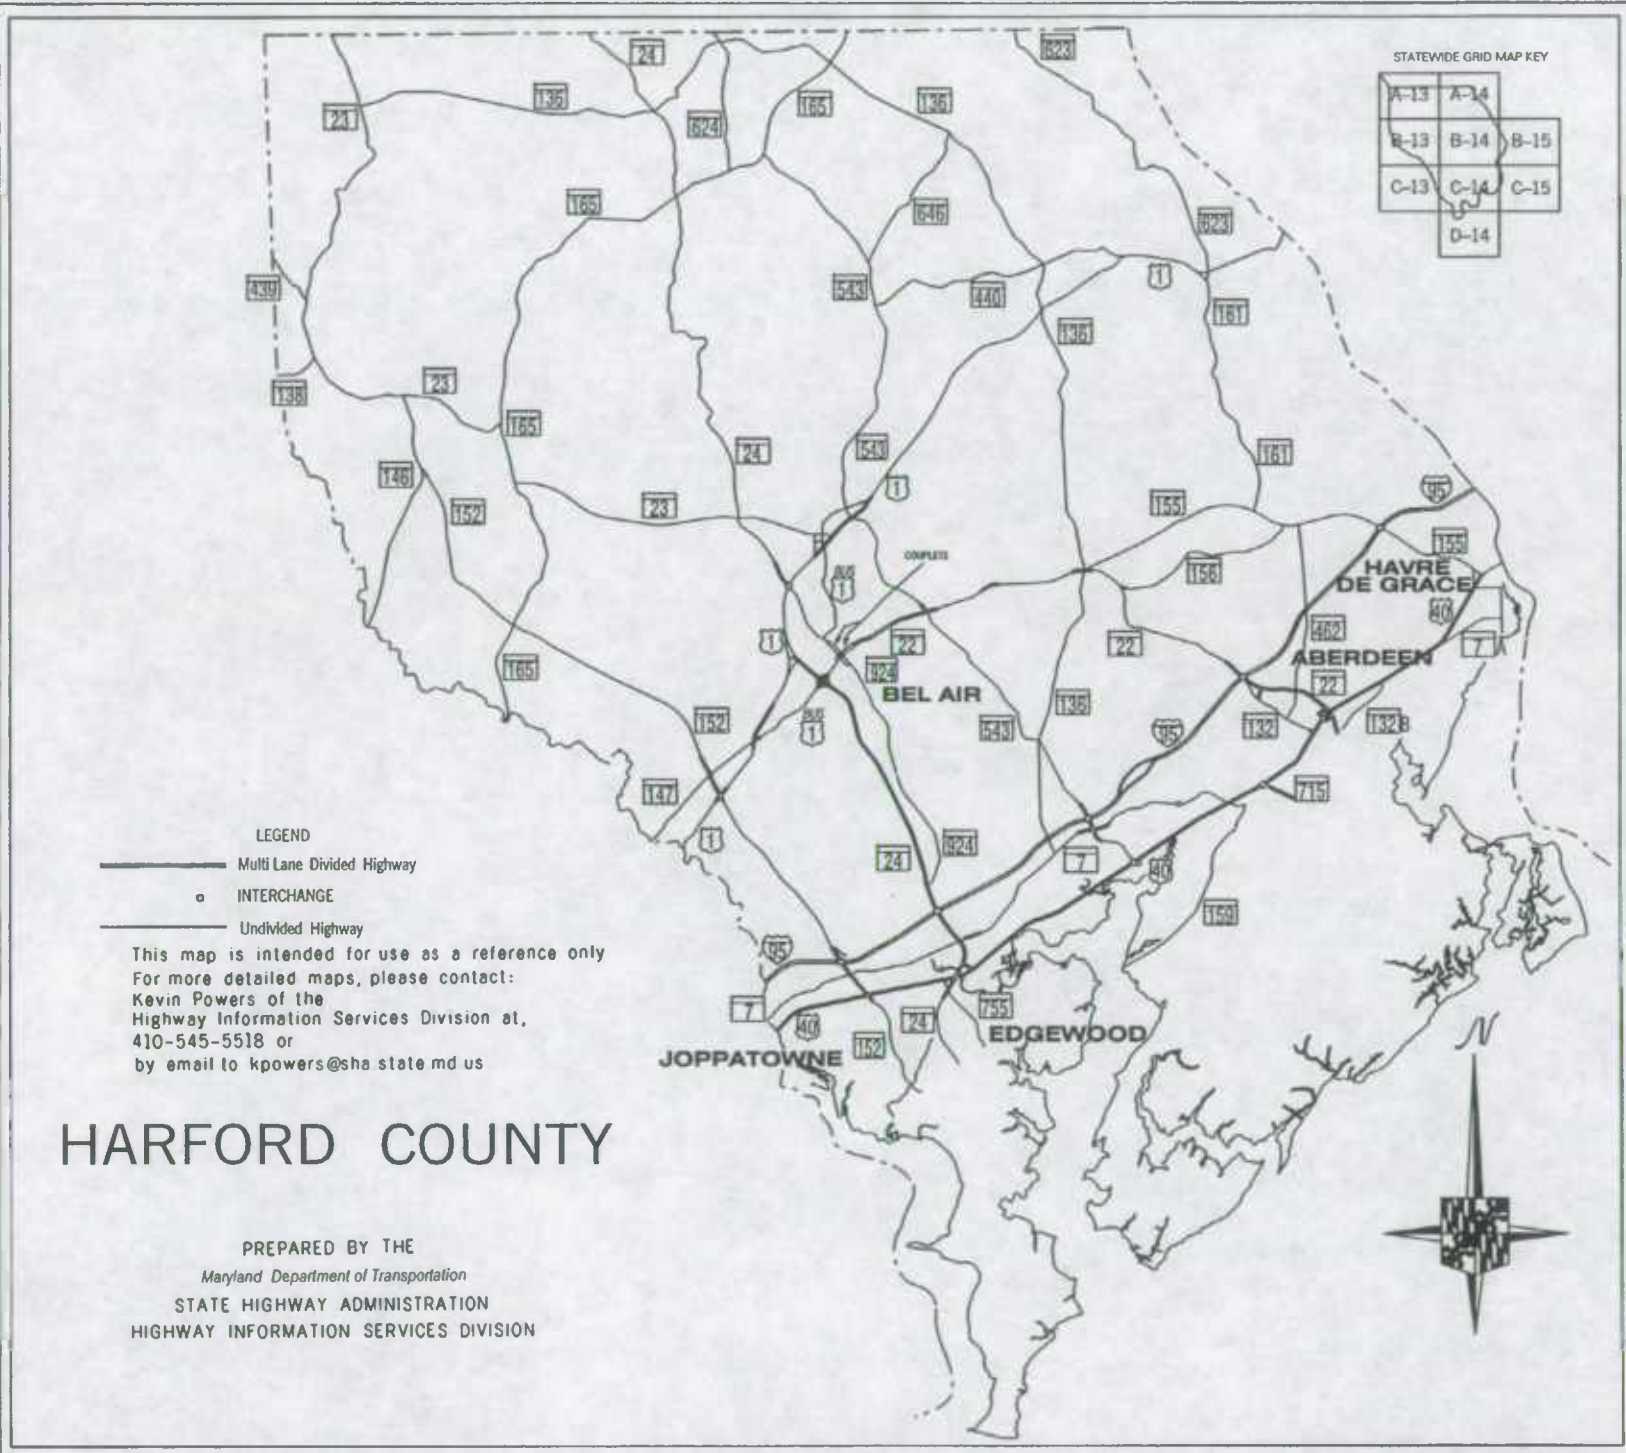 STATEWIDE GRID MAP KEY
A-13 A-14
B-13 B-14 B-15
C-13 C-14 C-15
D-14
24
623
136
165
136
23
624
165
646
623
439
543
440
1
161
136
138
23
165
24
543
161
146
1
95
152
23
155
155
COUPLETS
HAVRE
DE GRACE
156
BUS
1
40
462
1
22
22
7 A
ABERDEEN
165
924
22
BEL AIR
136
152
BUS
1
543
95
132
132B
147
715
1
24
924
7
40
159
LEGEND
Multi Lane Divided Highway
INTERCHANGE
Undivided Highway
This map is intended for use as a reference only
For more detailed maps, please contact:
Kevin Powers of the
Highway Information Services Division at,
410-545-5518 or
by email to kpowers@sha.state md us
95
7
40
24
755
EDGEWOOD
152
JOPPATOWNE
N
HARFORD COUNTY
PREPARED BY THE
Maryland Department of Transportation
STATE HIGHWAY ADMINISTRATION
HIGHWAY INFORMATION SERVICES DIVISION